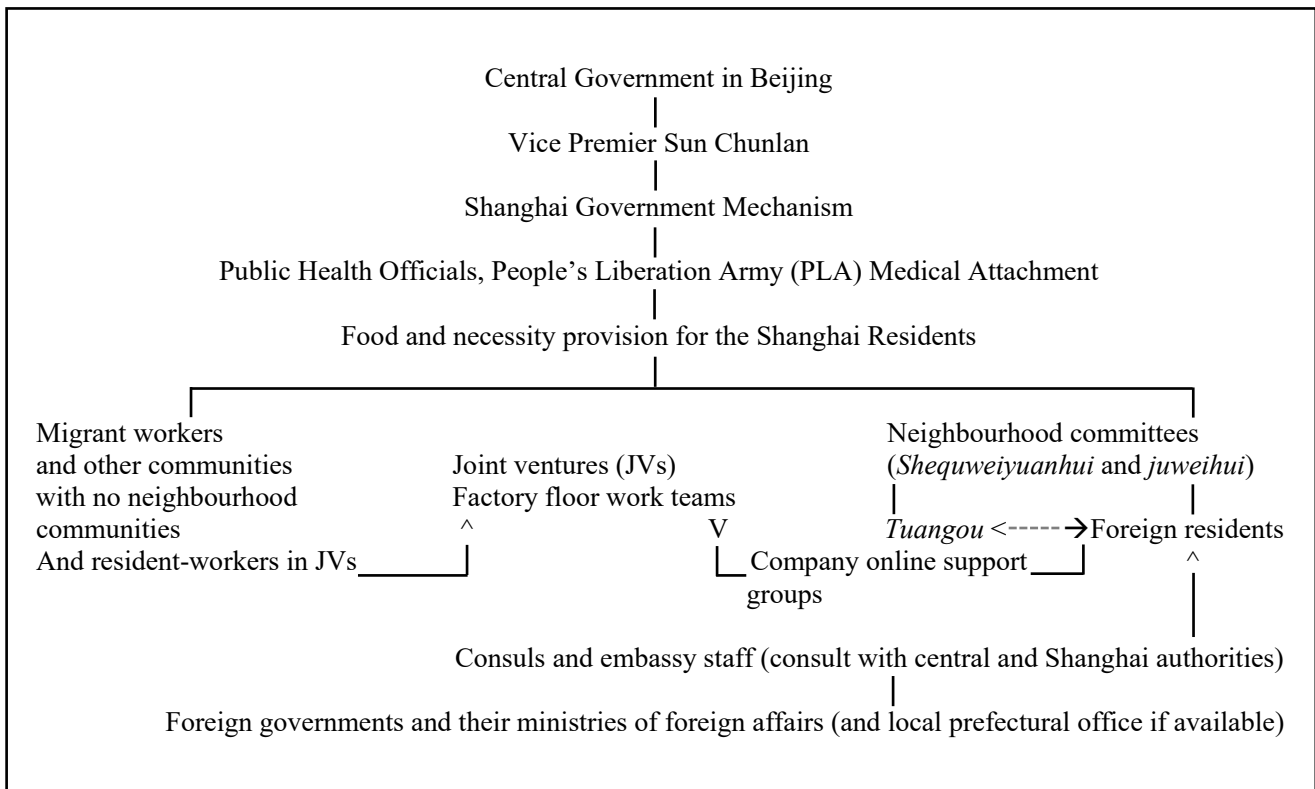 Central Government in Beijing
Vice Premier Sun Chunlan
Shanghai Government Mechanism
Public Health Officials, People’s Liberation Army (PLA) Medical Attachment
Food and necessity provision for the Shanghai Residents
Migrant workers
and other communities
with no neighbourhood
communities
And resident-workers in JVs
Joint ventures (JVs)
Factory floor work teams
^
V
Neighbourhood committees
(Shequweiyuanhui and juweihui)
Tuangou <-----→ Foreign residents
^
Company online support
groups
Consuls and embassy staff (consult with central and Shanghai authorities)
Foreign governments and their ministries of foreign affairs (and local prefectural office if available)